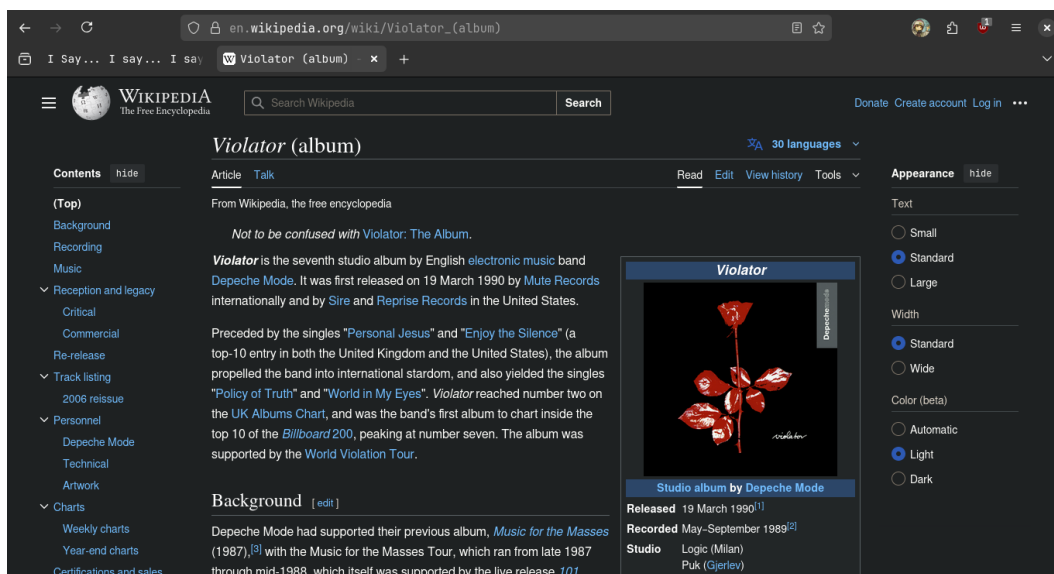 en.wikipedia.org/wiki/Violator_(album)
I Say... I say... I say
Violator (album) -
WIKIPEDIA
The Free Encyclopedia
Search Wikipedia
Search
Donate Create account Log in
Violator (album)
30 languages
Contents hide
(Top)
Background
Recording
Music
Reception and legacy
Critical
Commercial
Re-release
Track listing
2006 reissue
Personnel
Depeche Mode
Technical
Artwork
Charts
Weekly charts
Year-end charts
Certifications and sales
Article Talk
Read Edit View history Tools
From Wikipedia, the free encyclopedia
Not to be confused with Violator: The Album.
Violator is the seventh studio album by English electronic music band
Depeche Mode. It was first released on 19 March 1990 by Mute Records
internationally and by Sire and Reprise Records in the United States.
Preceded by the singles "Personal Jesus" and "Enjoy the Silence" (a
top-10 entry in both the United Kingdom and the United States), the album
propelled the band into international stardom, and also yielded the singles
"Policy of Truth" and "World in My Eyes". Violator reached number two on
the UK Albums Chart, and was the band's first album to chart inside the
top 10 of the Billboard 200, peaking at number seven. The album was
supported by the World Violation Tour.
Background [edit]
Depeche Mode had supported their previous album, Music for the Masses
(1987),[3] with the Music for the Masses Tour, which ran from late 1987
through mid-1988, which itself was supported by the live release 101
Violator
Depeche Mode
violator
Studio album by Depeche Mode
Released 19 March 1990[1]
Recorded May–September 1989[2]
Studio Logic (Milan)
Puk (Gjerlev)
Appearance hide
Text
Small
Standard
Large
Width
Standard
Wide
Color (beta)
Automatic
Light
Dark
1